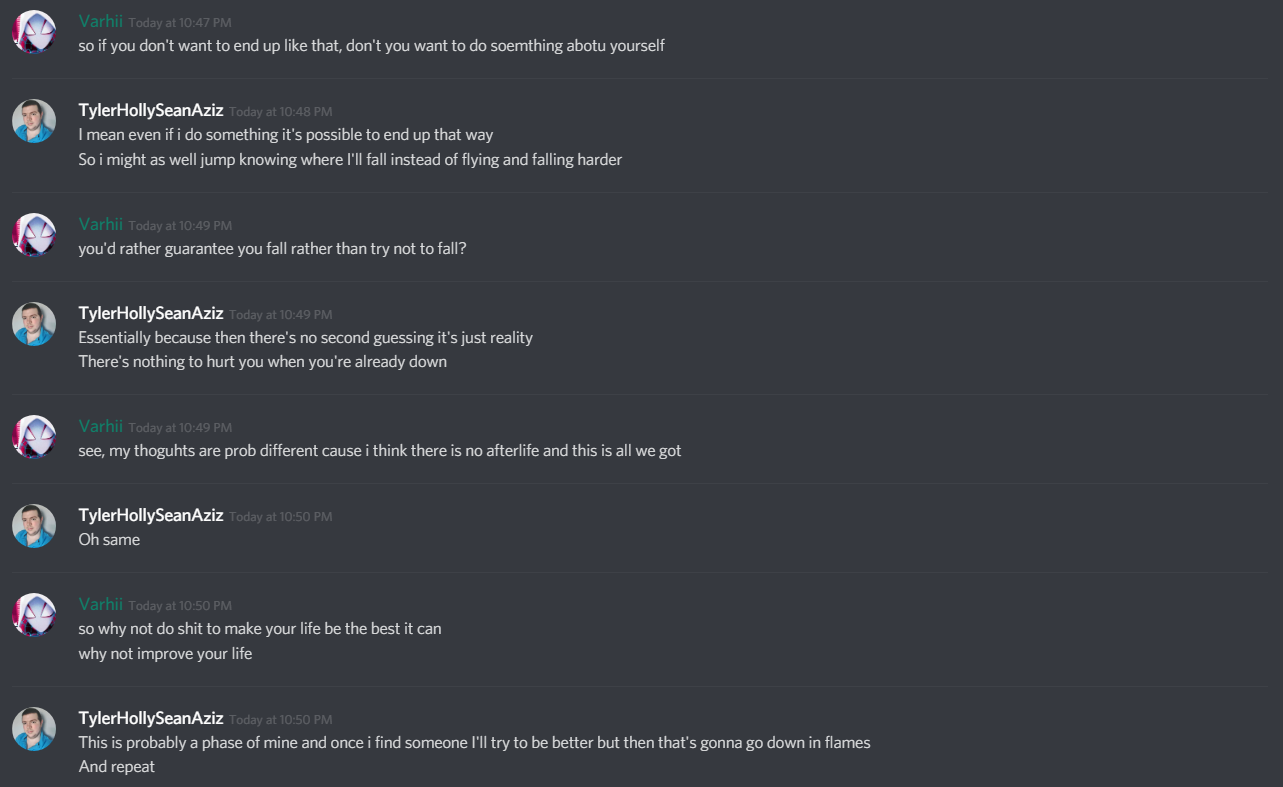 Varhii Today at 10:47 PM
so if you don't want to end up like that, don't you want to do soemthing abotu yourself
TylerHollySeanAziz Today at 10:48 PM
I mean even if i do something it's possible to end up that way
So i might as well jump knowing where I'll fall instead of flying and falling harder
Varhii Today at 10:49 PM
you'd rather guarantee you fall rather than try not to fall?
TylerHollySeanAziz Today at 10:49 PM
Essentially because then there's no second guessing it's just reality
There's nothing to hurt you when you're already down
Varhii Today at 10:49 PM
see, my thoguhts are prob different cause i think there is no afterlife and this is all we got
TylerHollySeanAziz Today at 10:50 PM
Oh same
Varhii Today at 10:50 PM
so why not do shit to make your life be the best it can
why not improve your life
TylerHollySeanAziz Today at 10:50 PM
This is probably a phase of mine and once i find someone I'll try to be better but then that's gonna go down in flames
And repeat